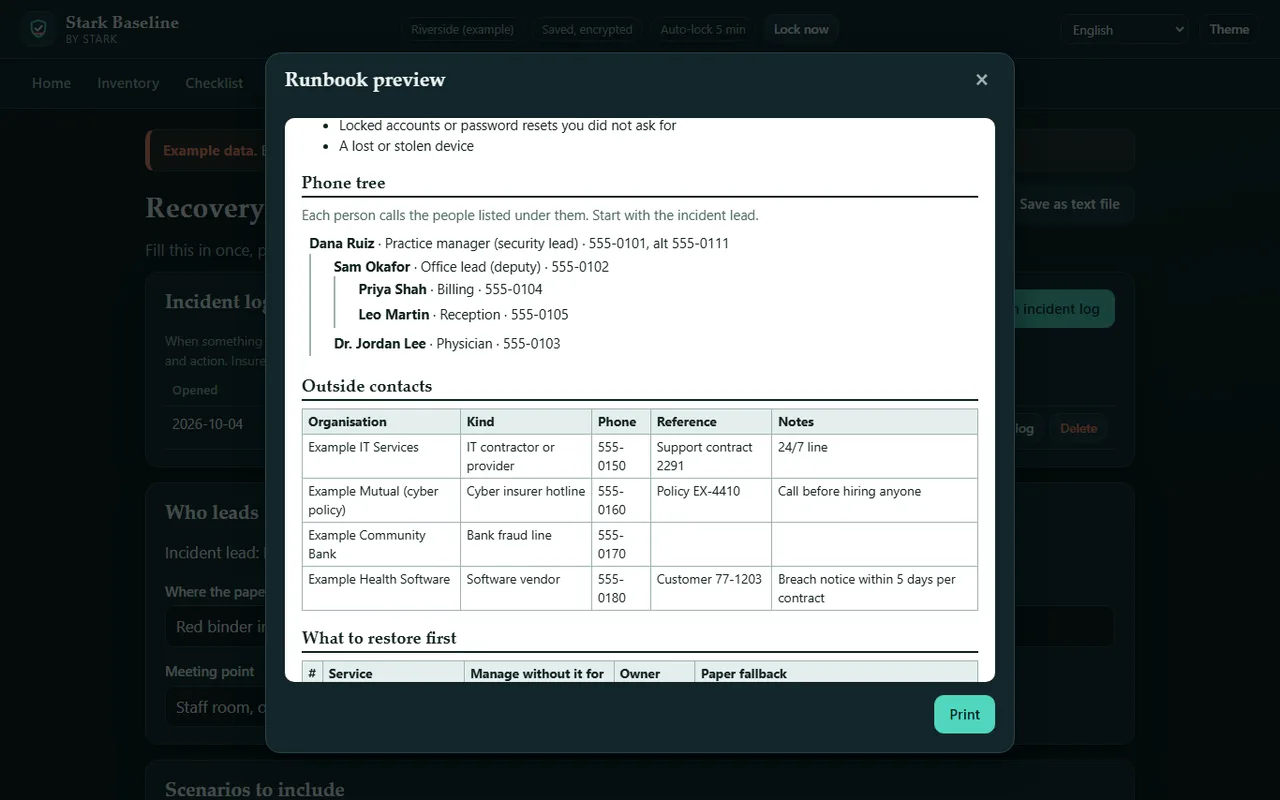 Stark Baseline
BY STARK
Riverside (example)
Saved, encrypted
Auto-lock 5 min
Lock now
English
Theme
Home
Inventory
Checklist
Runbook preview
×
Example data.
Recovery
Save as text file
Fill this in once, p
Incident log
n incident log
When something
and action. Insure
Opened
2026-10-04
log
Delete
Who leads
Incident lead:
Where the pape
Red binder in
Meeting point
Staff room, o
Scenarios to include
Locked accounts or password resets you did not ask for
A lost or stolen device
Phone tree
Each person calls the people listed under them. Start with the incident lead.
Dana Ruiz · Practice manager (security lead) · 555-0101, alt 555-0111
Sam Okafor · Office lead (deputy) · 555-0102
Priya Shah · Billing · 555-0104
Leo Martin · Reception · 555-0105
Dr. Jordan Lee · Physician · 555-0103
Outside contacts
Organisation Kind Phone Reference Notes
Example IT Services IT contractor or provider 555-0150 Support contract 2291 24/7 line
Example Mutual (cyber policy) Cyber insurer hotline 555-0160 Policy EX-4410 Call before hiring anyone
Example Community Bank Bank fraud line 555-0170
Example Health Software Software vendor 555-0180 Customer 77-1203 Breach notice within 5 days per contract
What to restore first
# Service Manage without it for Owner Paper fallback
Print